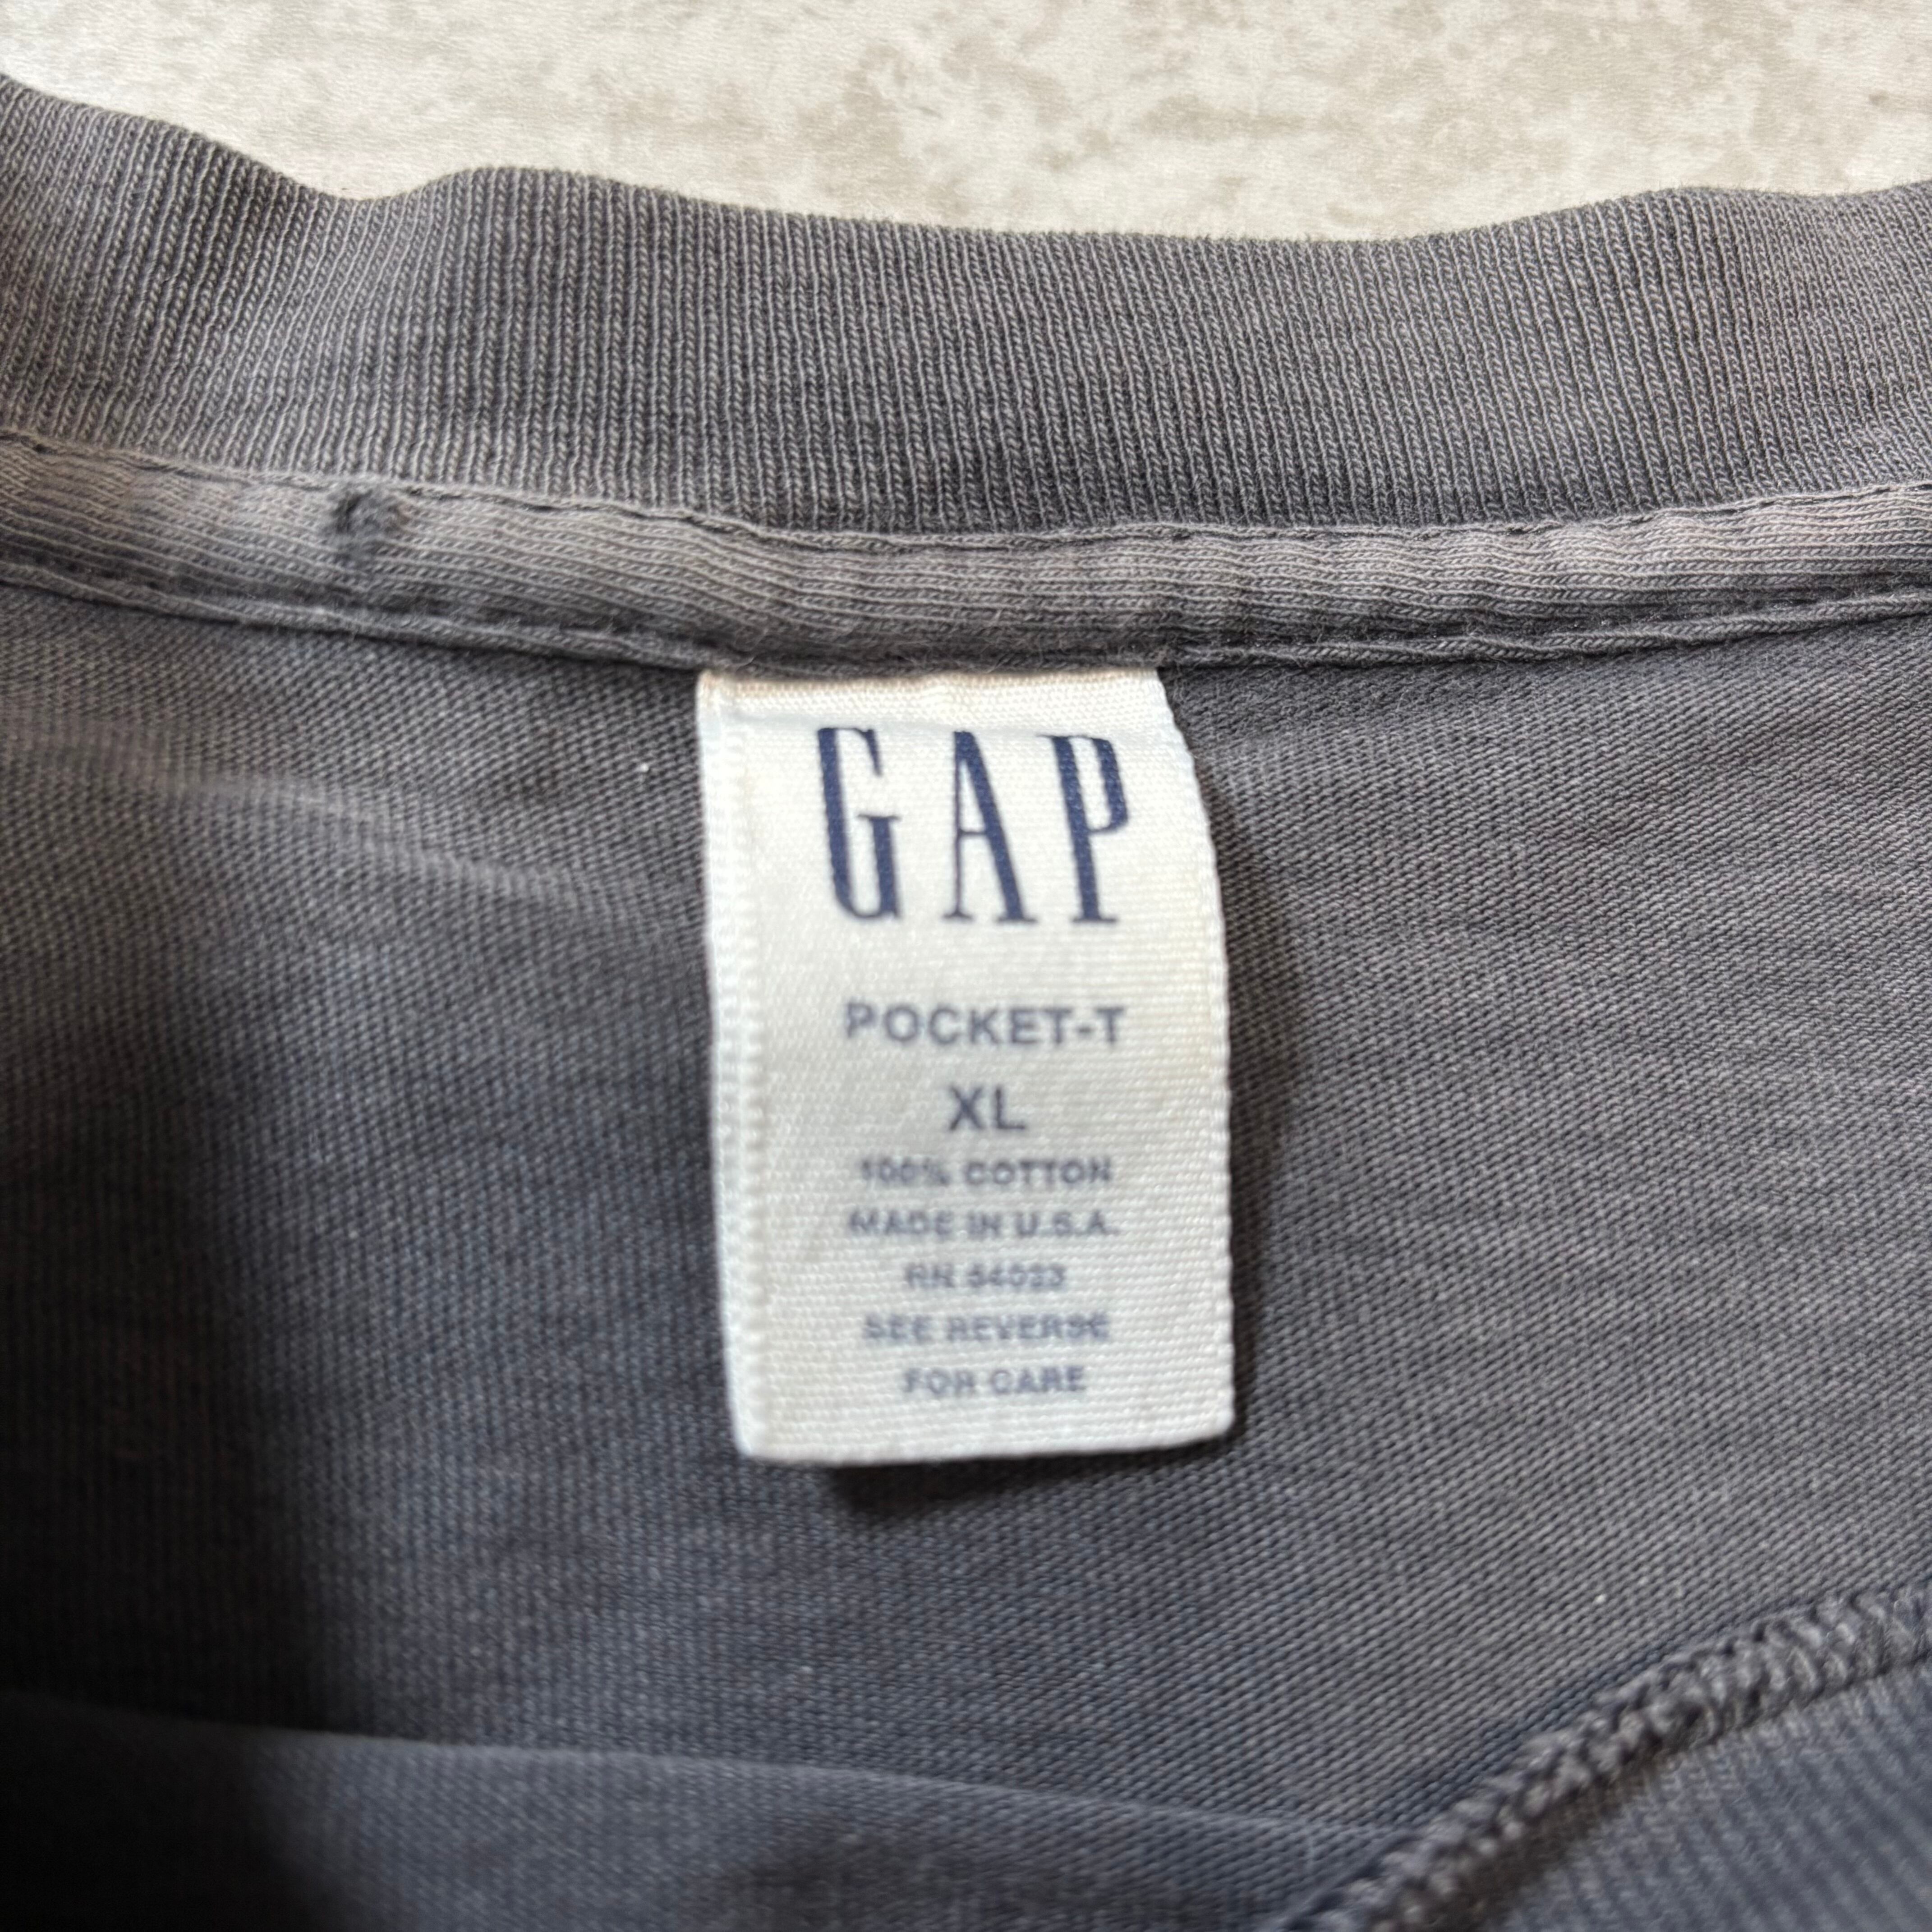 GAP
POCKET-T
XL
100% COTTON
MADE IN U.S.A.
RN 54023
SEE REVERSE
FOR CARE